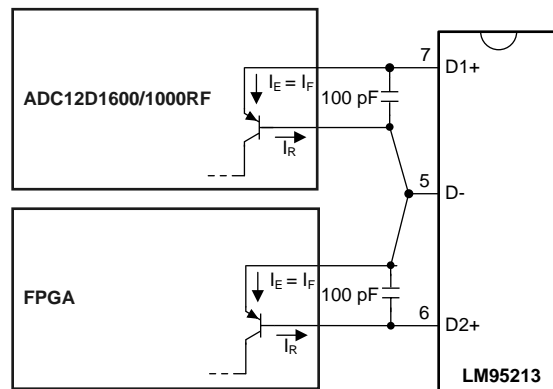 7
D1+
I_E = I_F
ADC12D1600/1000RF
100 pF
I_R
5
D-
I_E = I_F
FPGA
100 pF
6
D2+
I_R
LM95213